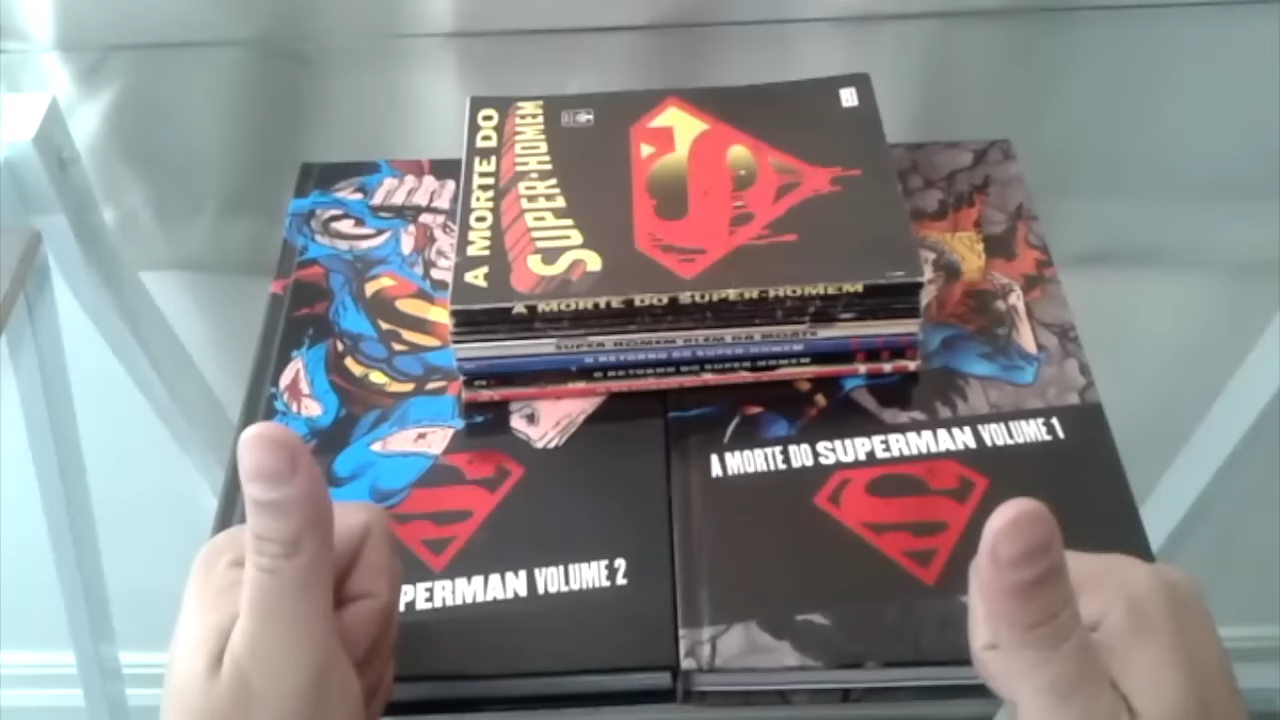 A MORTE DO
SUPER-HOMEM
A MORTE DO SUPER-HOMEM
SUPER-HOMEM ALÉM DA MORTE
O RETORNO DO SUPER-HOMEM
O RETORNO DO SUPER-HOMEM
A MORTE DO SUPERMAN VOLUME 1
PERMAN VOLUME 2